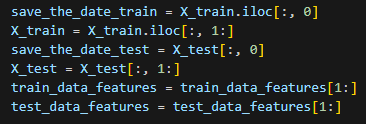 save_the_date_train = X_train.iloc[:, 0]
X_train = X_train.iloc[:, 1:]
save_the_date_test = X_test[:, 0]
X_test = X_test[:, 1:]
train_data_features = train_data_features[1:]
test_data_features = test_data_features[1:]